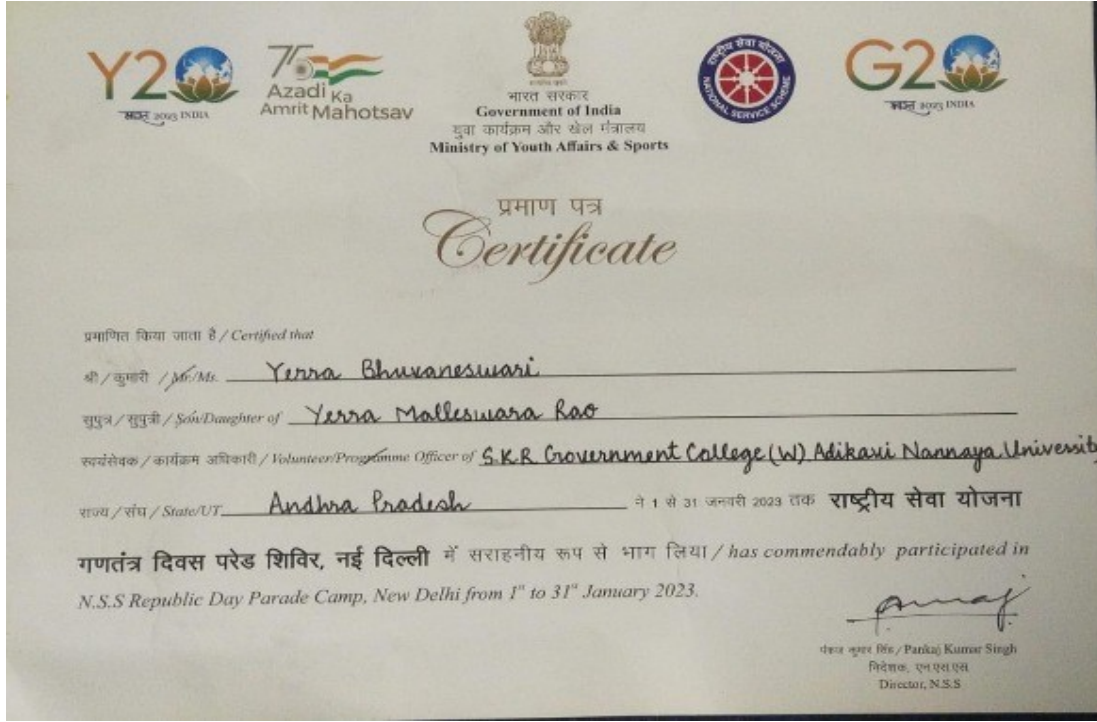 Y20
भारत 2023 INDIA
75
Azadi Ka
Amrit Mahotsav
सत्यमेव जयते
भारत सरकार
Government of India
युवा कार्यक्रम और खेल मंत्रालय
Ministry of Youth Affairs & Sports
राष्ट्रीय सेवा योजना
NATIONAL SERVICE SCHEME
G20
भारत 2023 INDIA
प्रमाण पत्र
Certificate
प्रमाणित किया जाता है / Certified that
श्री / कुमारी / Mr./Ms. Yerra Bhuvaneswari
सुपुत्र / सुपुत्री / Son/Daughter of Yerra Malleswara Rao
स्वयंसेवक / कार्यक्रम अधिकारी / Volunteer/Programme Officer of S.K.R Government College (W) Adikavi Nannaya University
राज्य / संघ / State/UT Andhra Pradesh ने 1 से 31 जनवरी 2023 तक राष्ट्रीय सेवा योजना
गणतंत्र दिवस परेड शिविर, नई दिल्ली में सराहनीय रूप से भाग लिया / has commendably participated in
N.S.S Republic Day Parade Camp, New Delhi from 1st to 31st January 2023.
पंकज कुमार सिंह / Pankaj Kumar Singh
निदेशक, एन.एस.एस.
Director, N.S.S